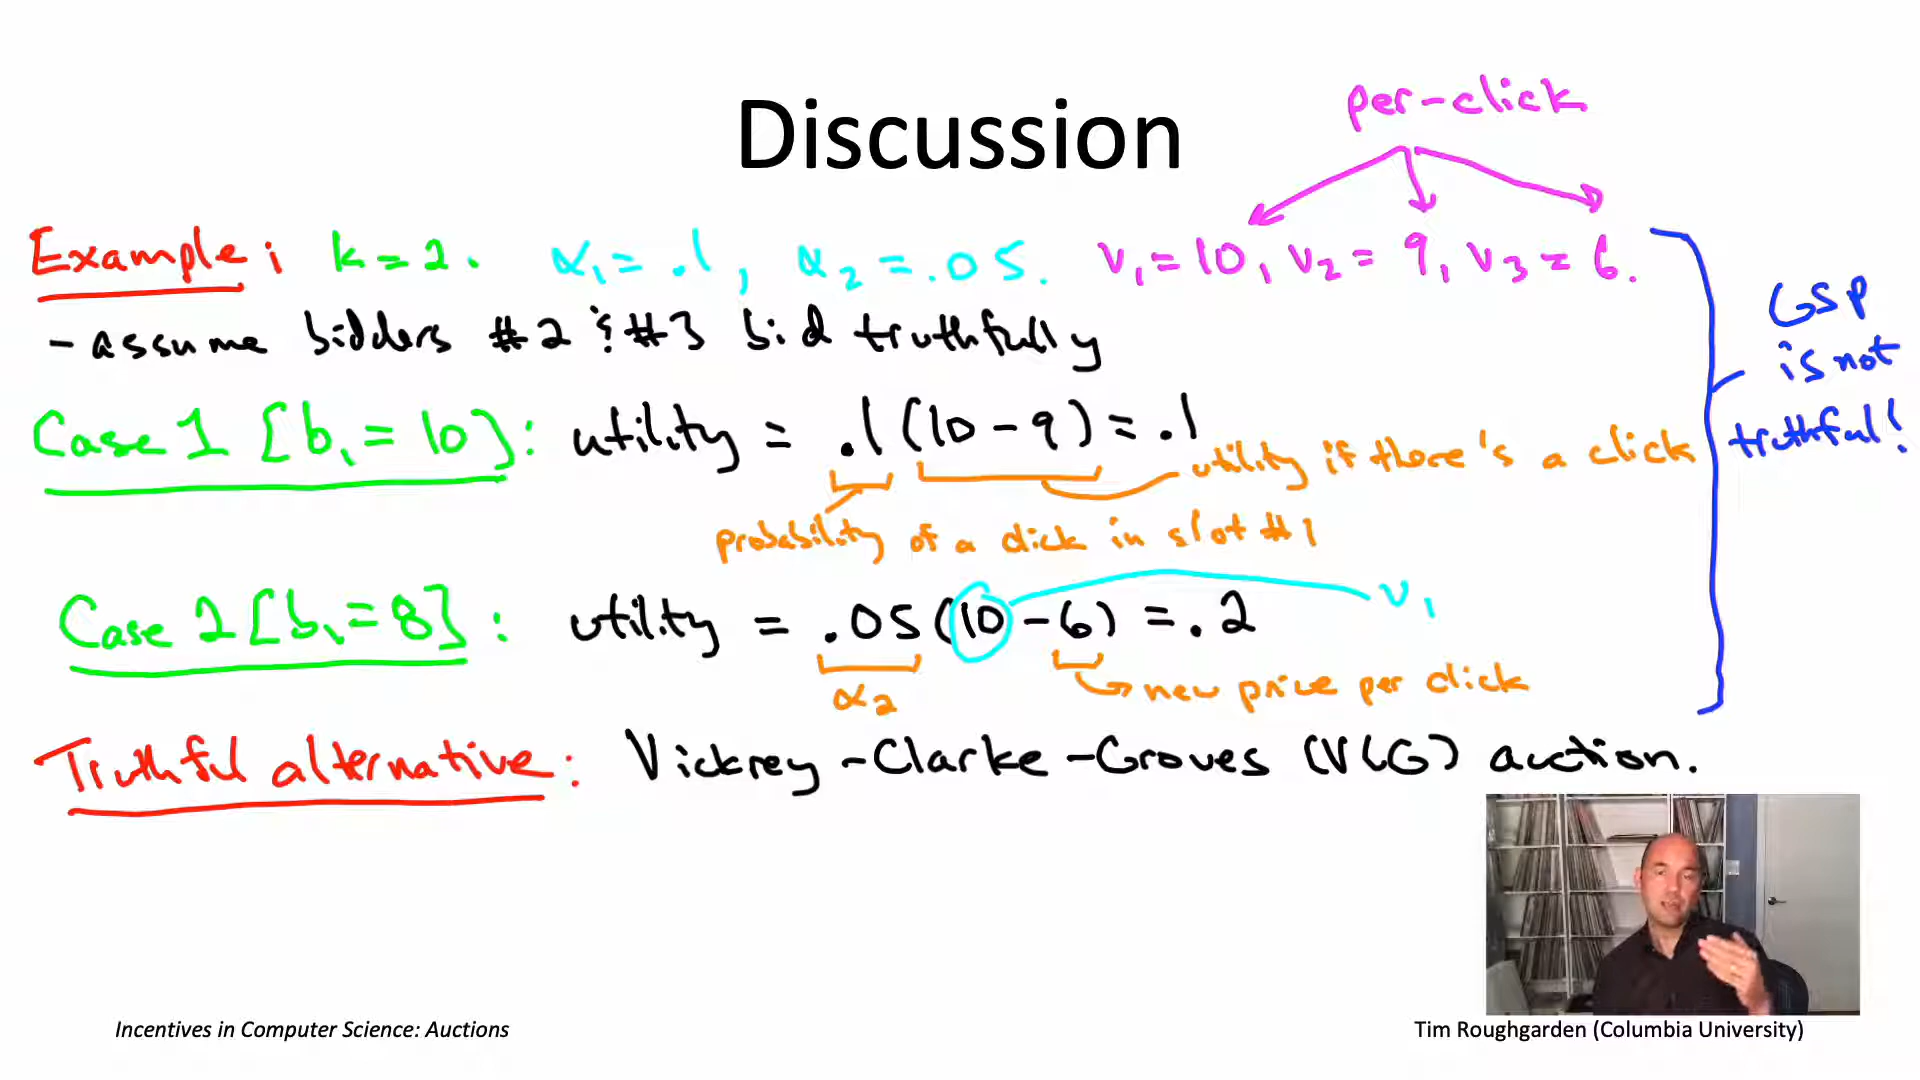 Discussion
per-click
Example: k=2. α₁=.1, α₂=.05. v₁=10, v₂=9, v₃=6.
- assume bidders #2 & #3 bid truthfully
GSP
is not
truthful!
Case 1 [b₁=10]: utility = .1(10-9)=.1
utility if there's a click
probability of a click in slot #1
Case 2 [b₁=8]: utility = .05(10-6)=.2
v₁
α₂
new price per click
Truthful alternative: Vickrey-Clarke-Groves (VCG) auction.
Incentives in Computer Science: Auctions
Tim Roughgarden (Columbia University)